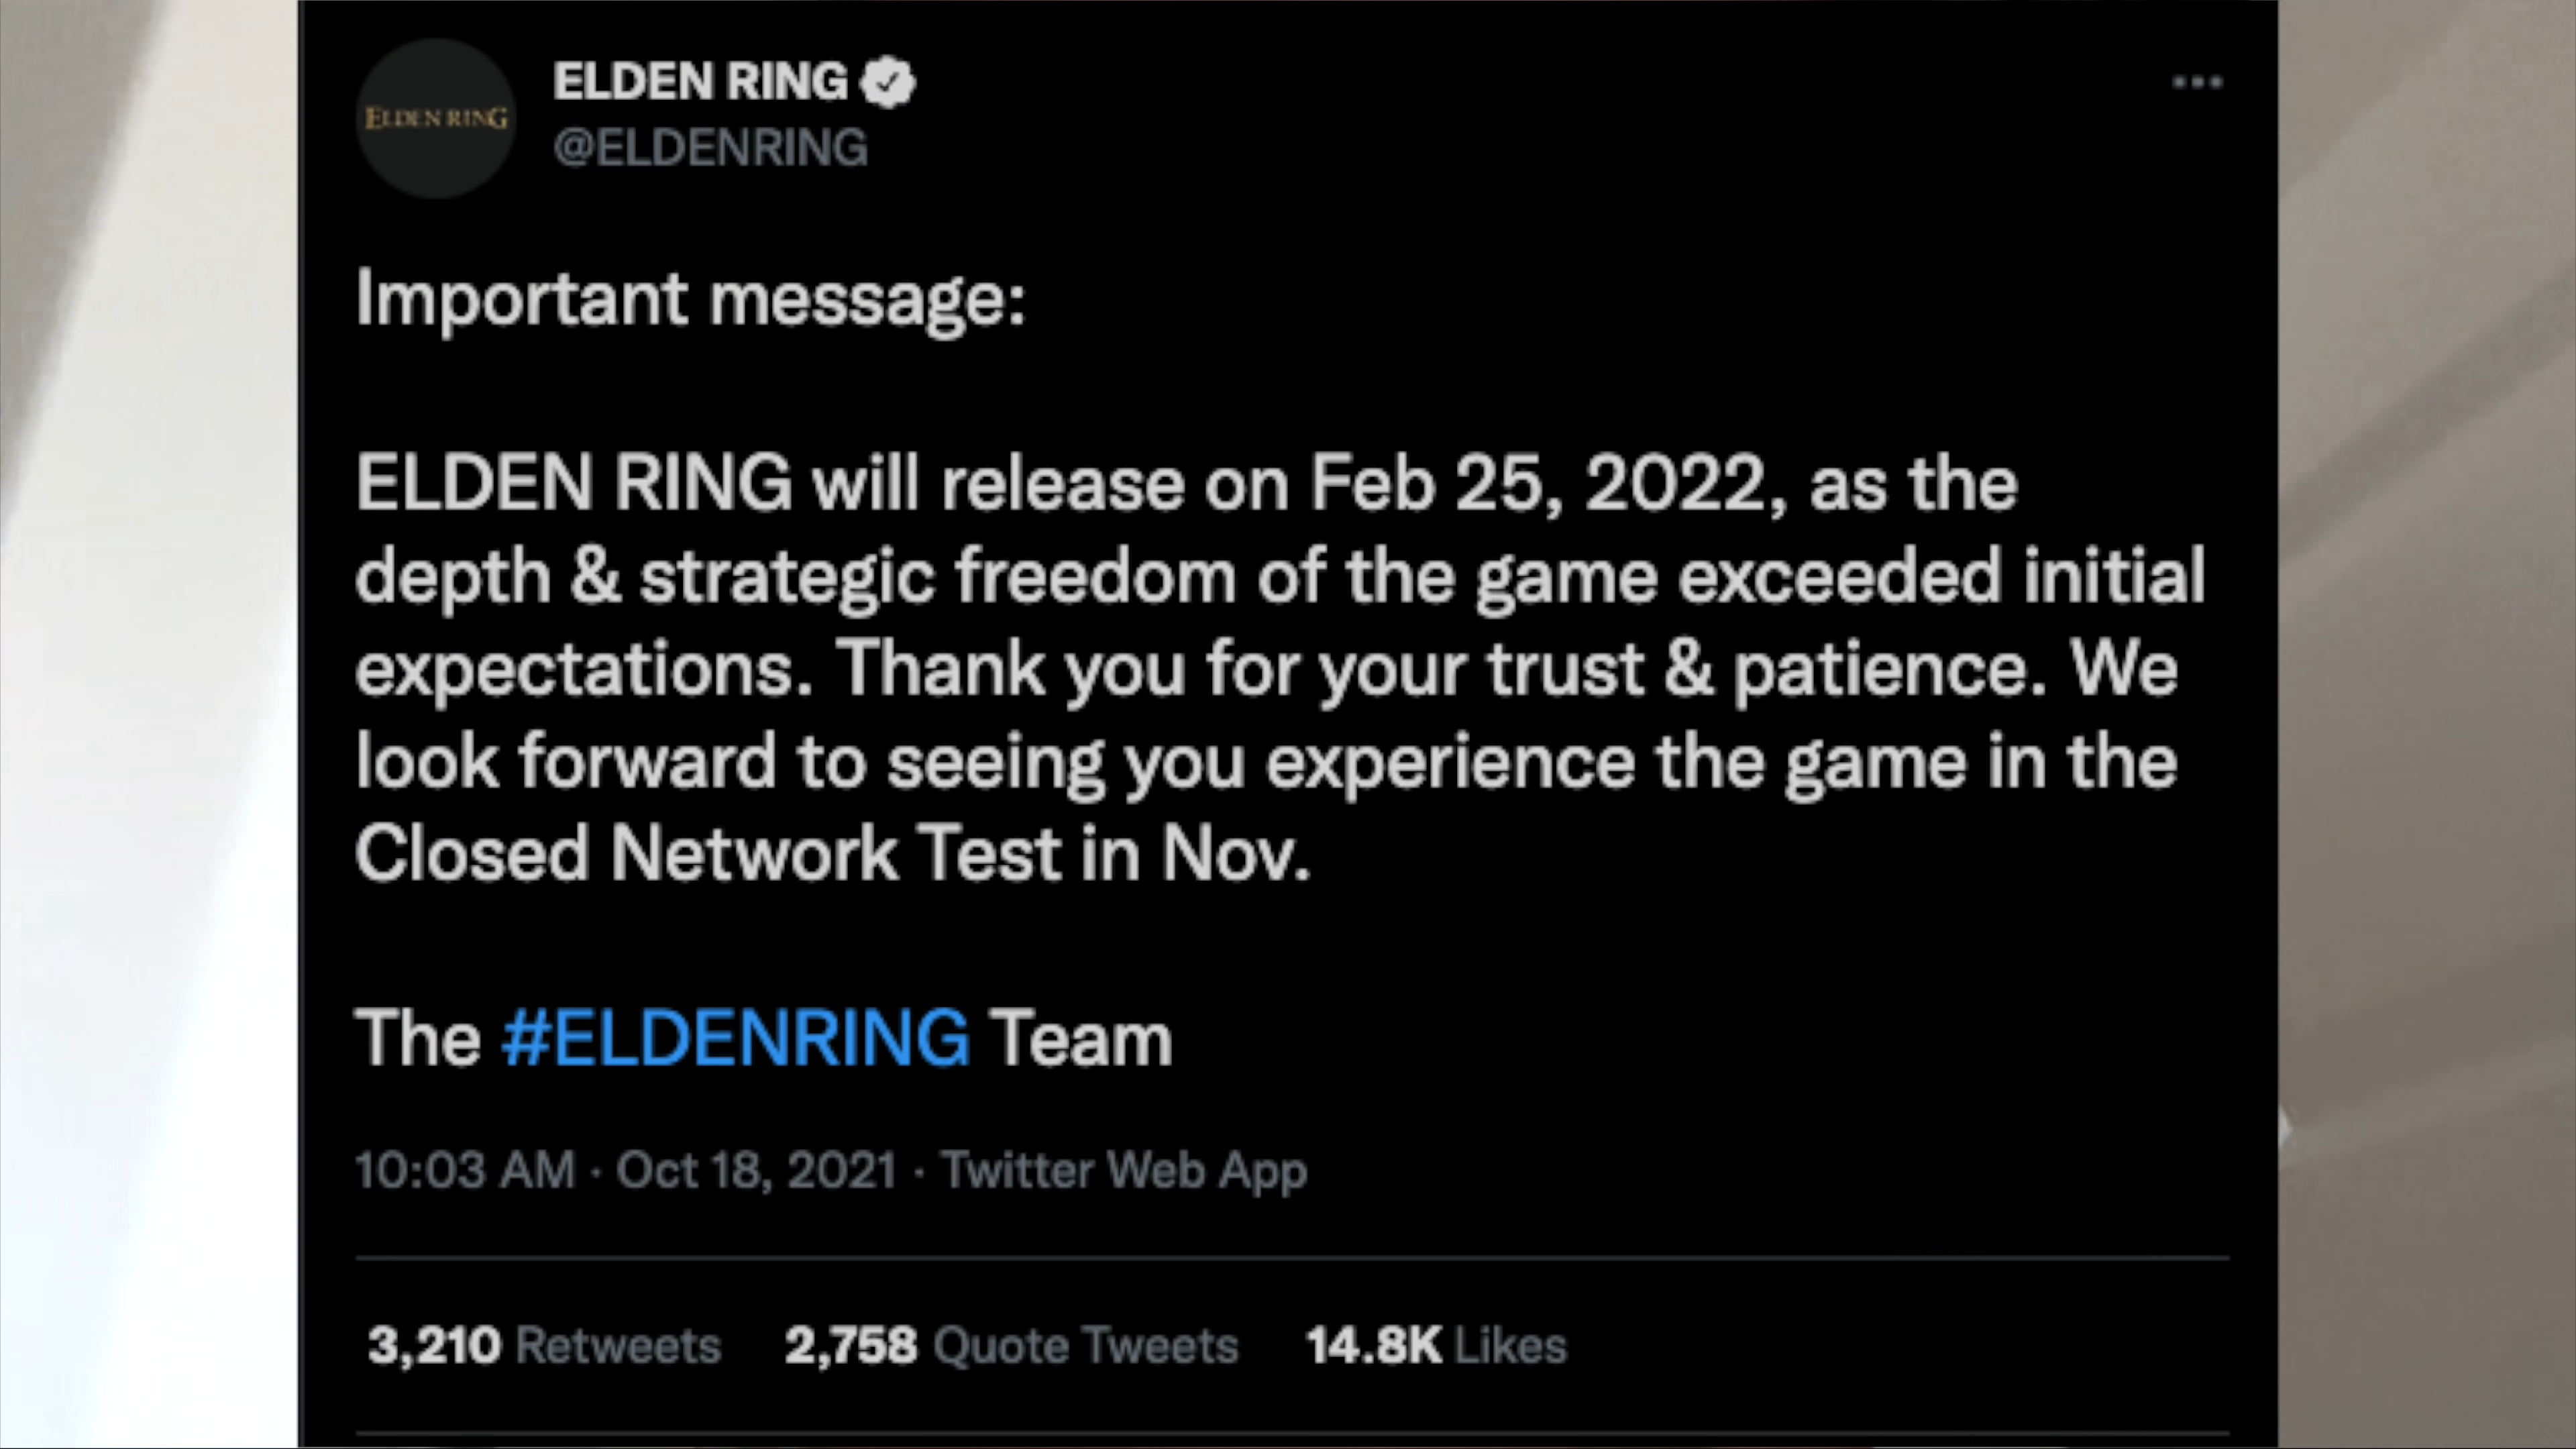 ELDEN RING
ELDEN RING
@ELDENRING
Important message:
ELDEN RING will release on Feb 25, 2022, as the
depth & strategic freedom of the game exceeded initial
expectations. Thank you for your trust & patience. We
look forward to seeing you experience the game in the
Closed Network Test in Nov.
The #ELDENRING Team
10:03 AM · Oct 18, 2021 · Twitter Web App
3,210 Retweets 2,758 Quote Tweets 14.8K Likes